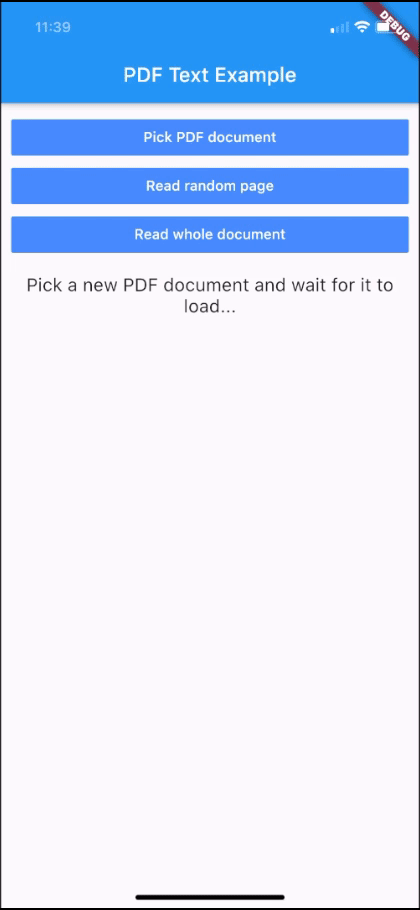 11:39
DEBUG
PDF Text Example
Pick PDF document
Read random page
Read whole document
Pick a new PDF document and wait for it to
load...